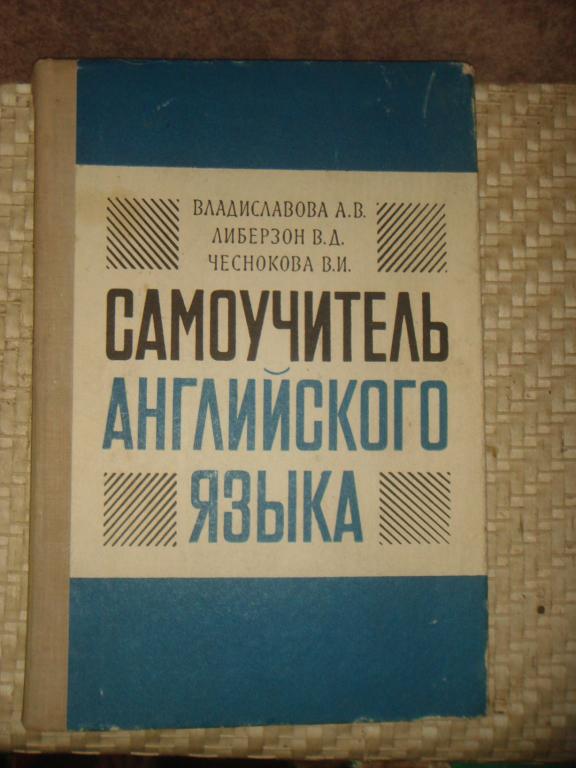 ВЛАДИСЛАВОВА А.В.
ЛИБЕРЗОН В.Д.
ЧЕСНОКОВА В.И.
САМОУЧИТЕЛЬ
АНГЛИЙСКОГО
ЯЗЫКА